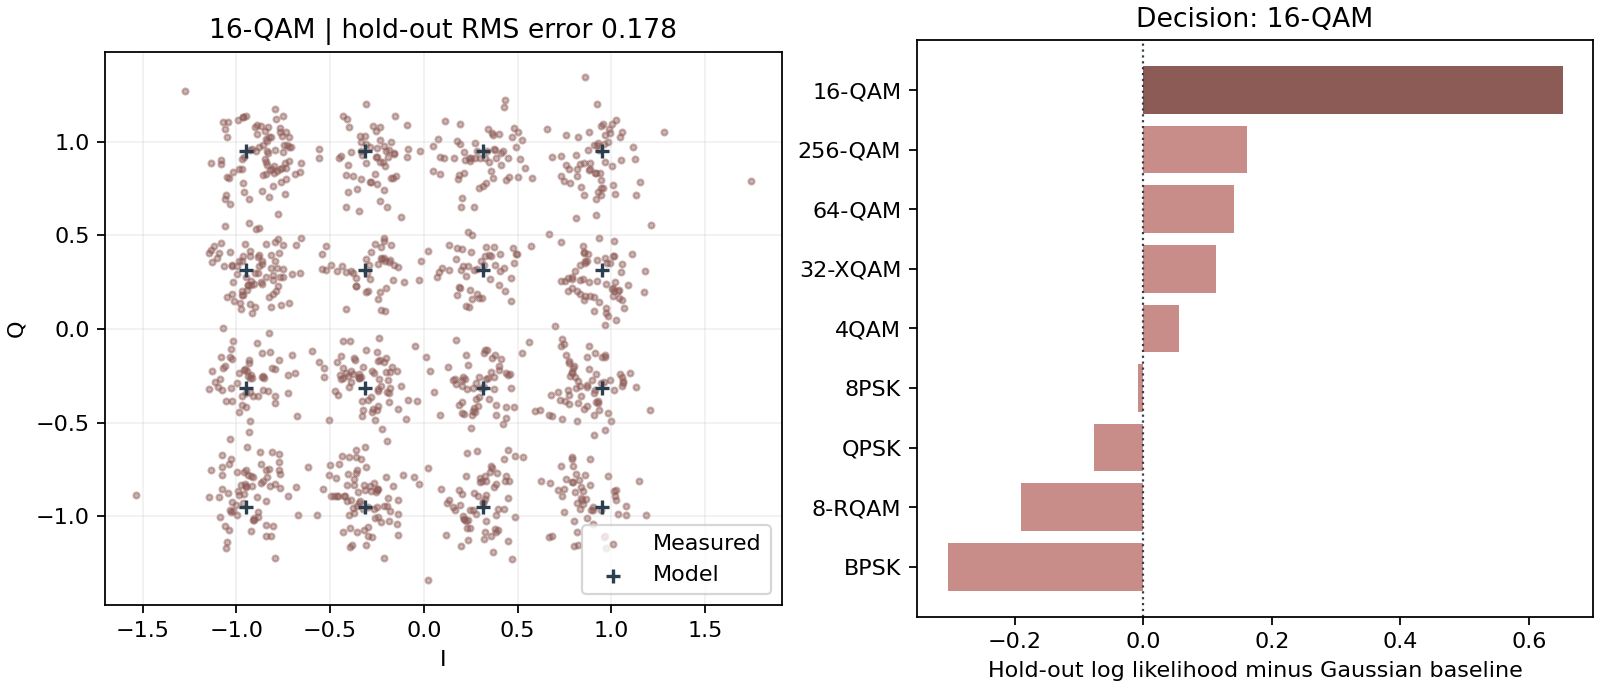 16-QAM | hold-out RMS error 0.178
Q
1.0
0.5
0.0
−0.5
−1.0
−1.5
−1.0
−0.5
0.0
0.5
1.0
1.5
I
Measured
Model
Decision: 16-QAM
16-QAM
256-QAM
64-QAM
32-XQAM
4QAM
8PSK
QPSK
8-RQAM
BPSK
−0.2
0.0
0.2
0.4
0.6
Hold-out log likelihood minus Gaussian baseline